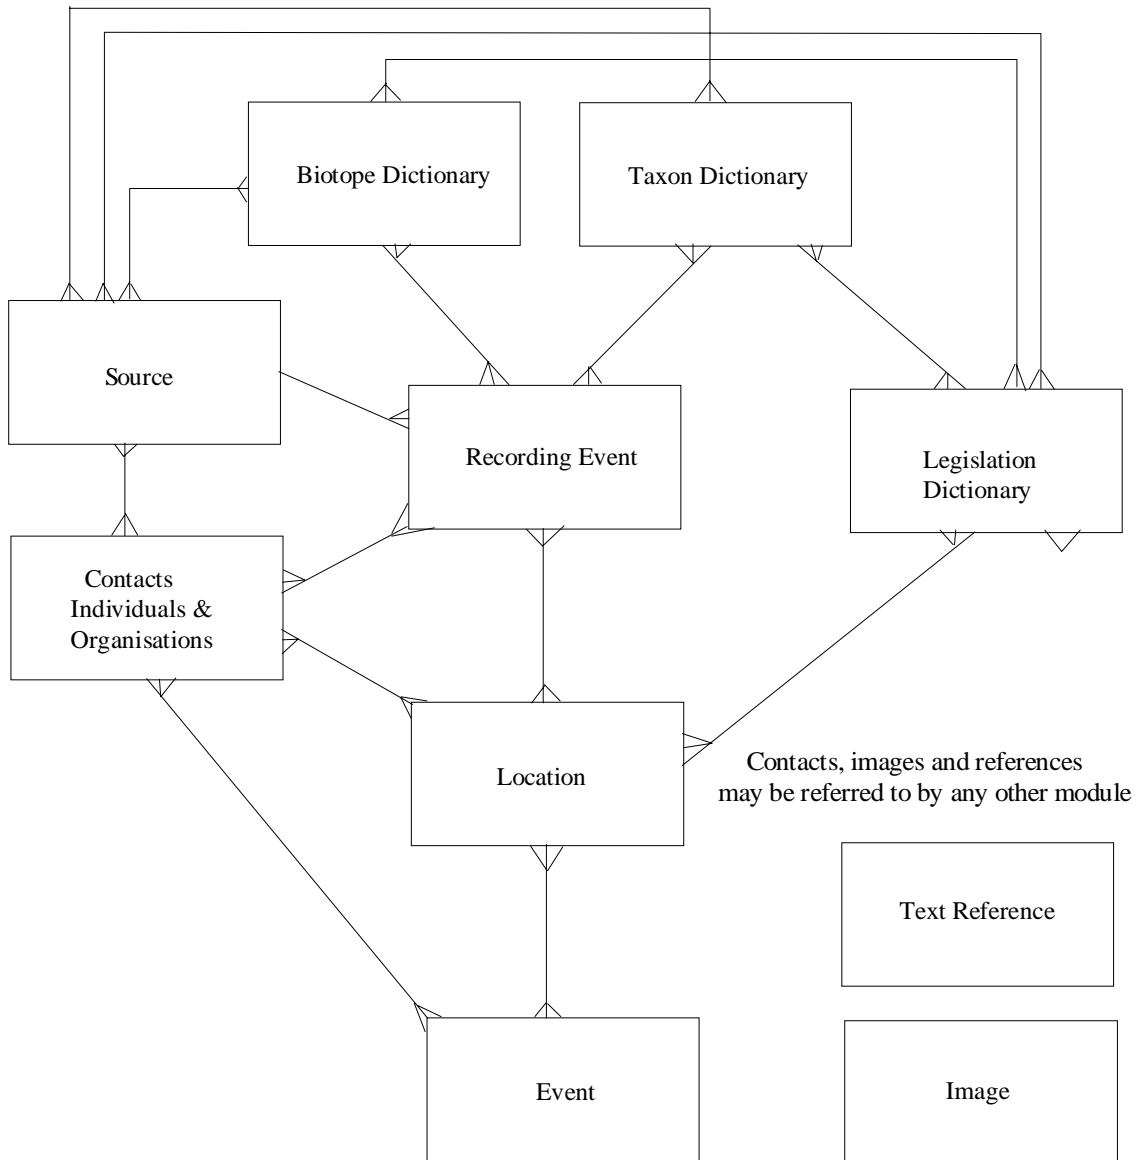 Biotope Dictionary
Taxon Dictionary
Source
Recording Event
Legislation
Dictionary
Contacts
Individuals &
Organisations
Location
Contacts, images and references
may be referred to by any other module
Text Reference
Event
Image